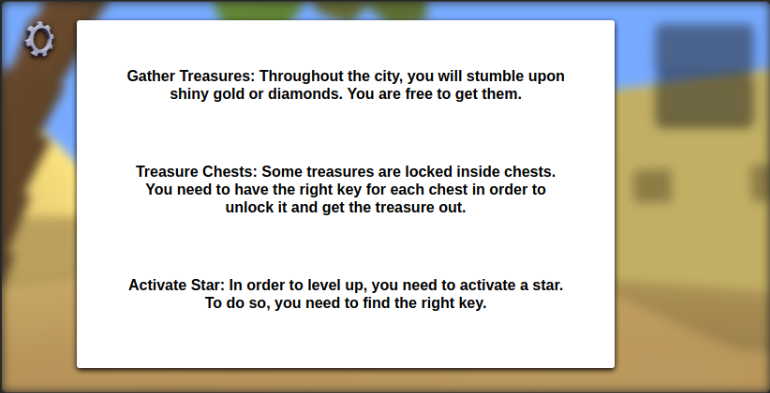 Gather Treasures: Throughout the city, you will stumble upon
shiny gold or diamonds. You are free to get them.
Treasure Chests: Some treasures are locked inside chests.
You need to have the right key for each chest in order to
unlock it and get the treasure out.
Activate Star: In order to level up, you need to activate a star.
To do so, you need to find the right key.